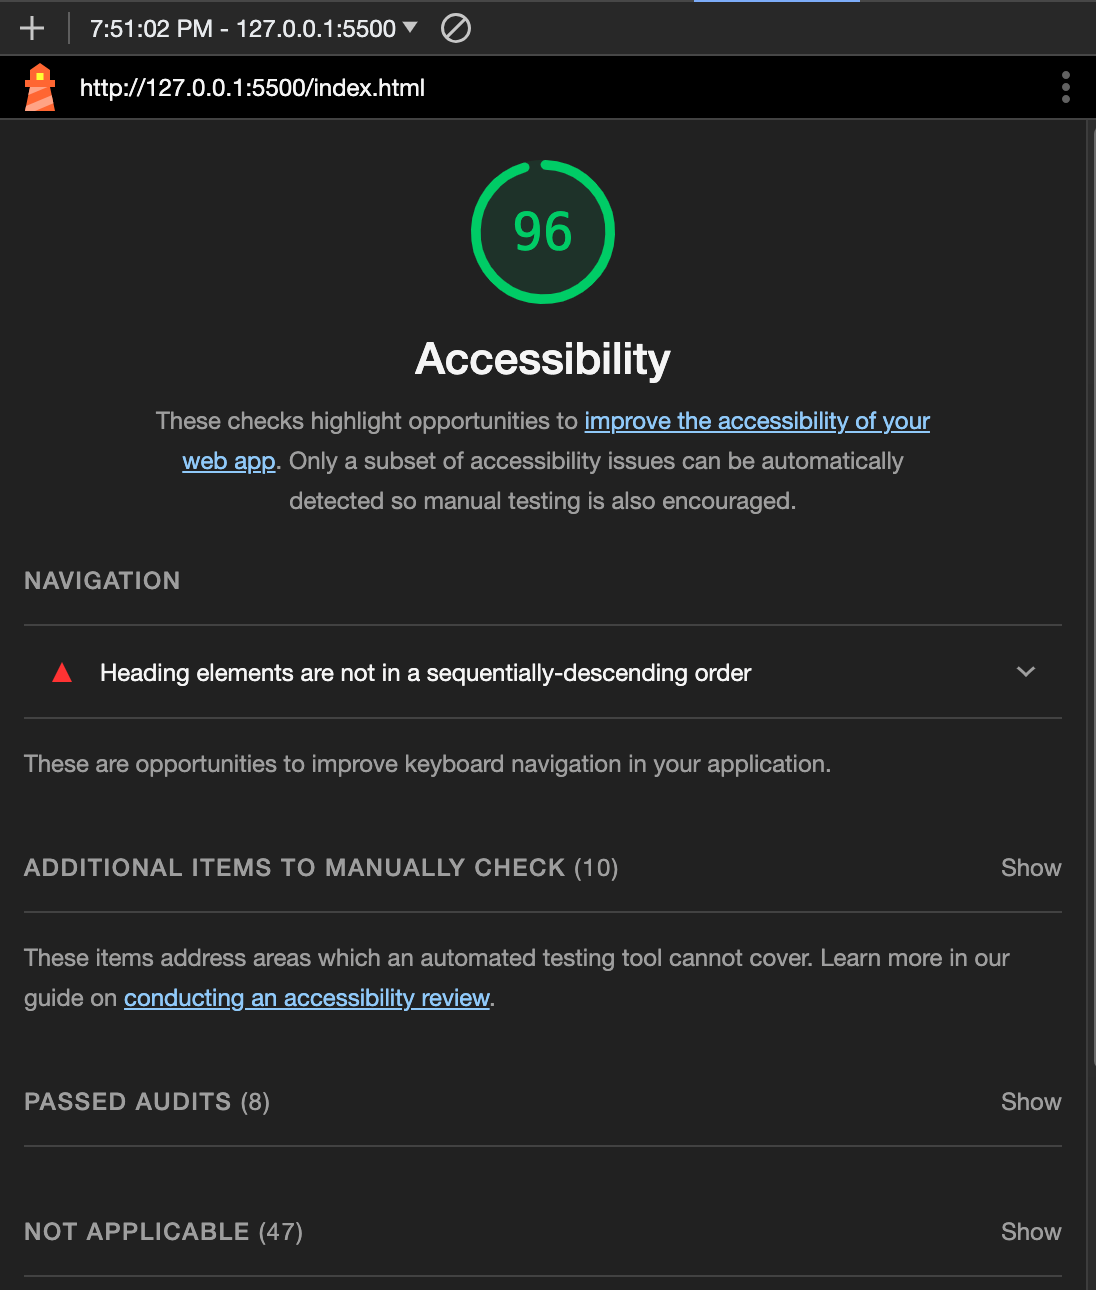 7:51:02 PM - 127.0.0.1:5500
http://127.0.0.1:5500/index.html
96
Accessibility
These checks highlight opportunities to improve the accessibility of your
web app. Only a subset of accessibility issues can be automatically
detected so manual testing is also encouraged.
NAVIGATION
Heading elements are not in a sequentially-descending order
These are opportunities to improve keyboard navigation in your application.
ADDITIONAL ITEMS TO MANUALLY CHECK (10) Show
These items address areas which an automated testing tool cannot cover. Learn more in our
guide on conducting an accessibility review.
PASSED AUDITS (8) Show
NOT APPLICABLE (47) Show